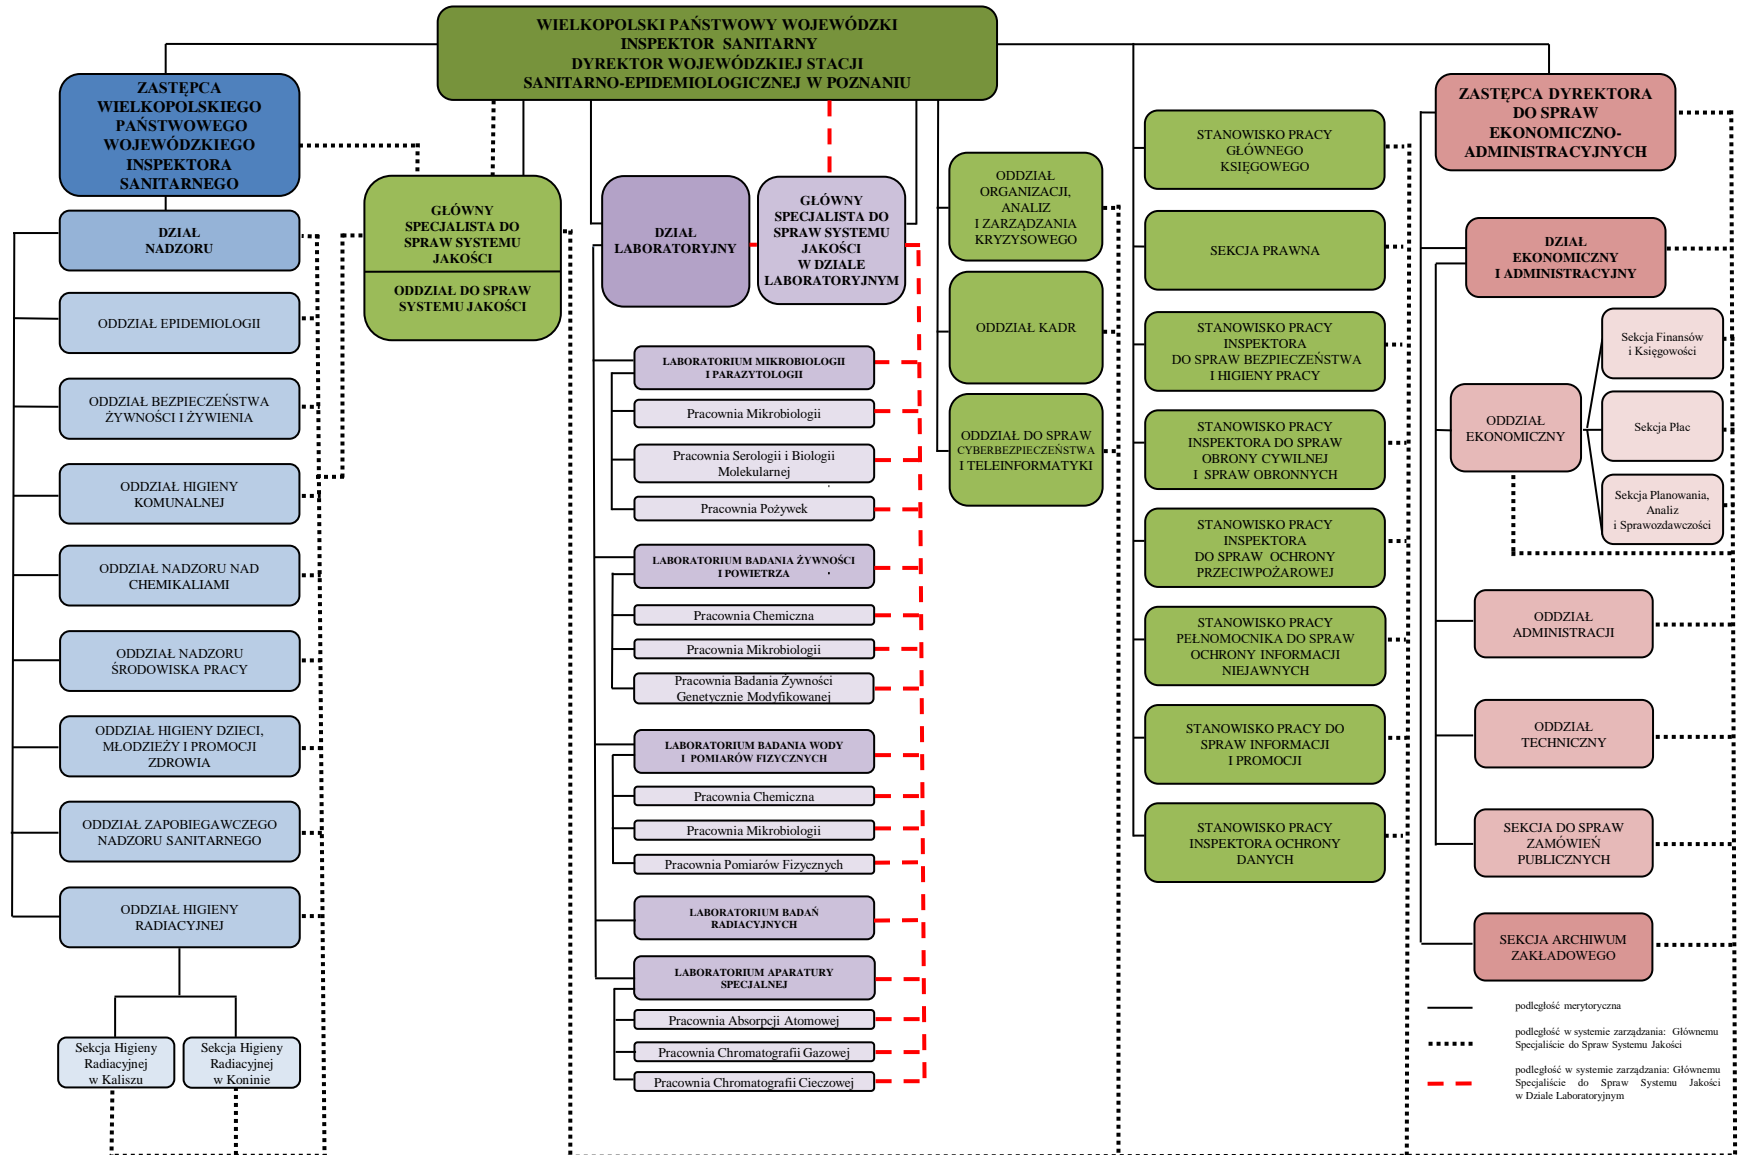 WIELKOPOLSKI PAŃSTWOWY WOJEWÓDZKI
INSPEKTOR SANITARNY
DYREKTOR WOJEWÓDZKIEJ STACJI
SANITARNO-EPIDEMIOLOGICZNEJ W POZNANIU
ZASTĘPCA
WIELKOPOLSKIEGO
PAŃSTWOWEGO
WOJEWÓDZKIEGO
INSPEKTORA
SANITARNEGO
DZIAŁ
NADZORU
ODDZIAŁ EPIDEMIOLOGII
ODDZIAŁ BEZPIECZEŃSTWA
ŻYWNOŚCI I ŻYWIENIA
ODDZIAŁ HIGIENY
KOMUNALNEJ
ODDZIAŁ NADZORU NAD
CHEMIKALIAMI
ODDZIAŁ NADZORU
ŚRODOWISKA PRACY
ODDZIAŁ HIGIENY DZIECI,
MŁODZIEŻY I PROMOCJI
ZDROWIA
ODDZIAŁ ZAPOBIEGAWCZEGO
NADZORU SANITARNEGO
ODDZIAŁ HIGIENY
RADIACYJNEJ
Sekcja Higieny
Radiacyjnej
w Kaliszu
Sekcja Higieny
Radiacyjnej
w Koninie
GŁÓWNY
SPECJALISTA DO
SPRAW SYSTEMU
JAKOŚCI
ODDZIAŁ DO SPRAW
SYSTEMU JAKOŚCI
DZIAŁ
LABORATORYJNY
GŁÓWNY
SPECJALISTA DO
SPRAW SYSTEMU
JAKOŚCI
W DZIALE
LABORATORYJNYM
LABORATORIUM MIKROBIOLOGII
I PARAZYTOLOGII
Pracownia Mikrobiologii
Pracownia Serologii i Biologii
Molekularnej
Pracownia Pożywek
LABORATORIUM BADANIA ŻYWNOŚCI
I POWIETRZA
Pracownia Chemiczna
Pracownia Mikrobiologii
Pracownia Badania Żywności
Genetycznie Modyfikowanej
LABORATORIUM BADANIA WODY
I POMIARÓW FIZYCZNYCH
Pracownia Chemiczna
Pracownia Mikrobiologii
Pracownia Pomiarów Fizycznych
LABORATORIUM BADAŃ
RADIACYJNYCH
LABORATORIUM APARATURY
SPECJALNEJ
Pracownia Absorpcji Atomowej
Pracownia Chromatografii Gazowej
Pracownia Chromatografii Cieczowej
ODDZIAŁ
ORGANIZACJI,
ANALIZ
I ZARZĄDZANIA
KRYZYSOWEGO
ODDZIAŁ KADR
ODDZIAŁ DO SPRAW
CYBERBEZPIECZEŃSTWA
I TELEINFORMATYKI
STANOWISKO PRACY
GŁÓWNEGO
KSIĘGOWEGO
SEKCJA PRAWNA
STANOWISKO PRACY
INSPEKTORA
DO SPRAW BEZPIECZEŃSTWA
I HIGIENY PRACY
STANOWISKO PRACY
INSPEKTORA DO SPRAW
OBRONY CYWILNEJ
I SPRAW OBRONNYCH
STANOWISKO PRACY
INSPEKTORA
DO SPRAW OCHRONY
PRZECIWPOŻAROWEJ
STANOWISKO PRACY
PEŁNOMOCNIKA DO SPRAW
OCHRONY INFORMACJI
NIEJAWNYCH
STANOWISKO PRACY DO
SPRAW INFORMACJI
I PROMOCJI
STANOWISKO PRACY
INSPEKTORA OCHRONY
DANYCH
ZASTĘPCA DYREKTORA
DO SPRAW
EKONOMICZNO-
ADMINISTRACYJNYCH
DZIAŁ
EKONOMICZNY
I ADMINISTRACYJNY
ODDZIAŁ
EKONOMICZNY
Sekcja Finansów
i Księgowości
Sekcja Płac
Sekcja Planowania,
Analiz
i Sprawozdawczości
ODDZIAŁ
ADMINISTRACJI
ODDZIAŁ
TECHNICZNY
SEKCJA DO SPRAW
ZAMÓWIEŃ
PUBLICZNYCH
SEKCJA ARCHIWUM
ZAKŁADOWEGO
podległość merytoryczna
podległość w systemie zarządzania: Głównemu
Specjaliście do Spraw Systemu Jakości
podległość w systemie zarządzania: Głównemu
Specjaliście do Spraw Systemu Jakości
w Dziale Laboratoryjnym